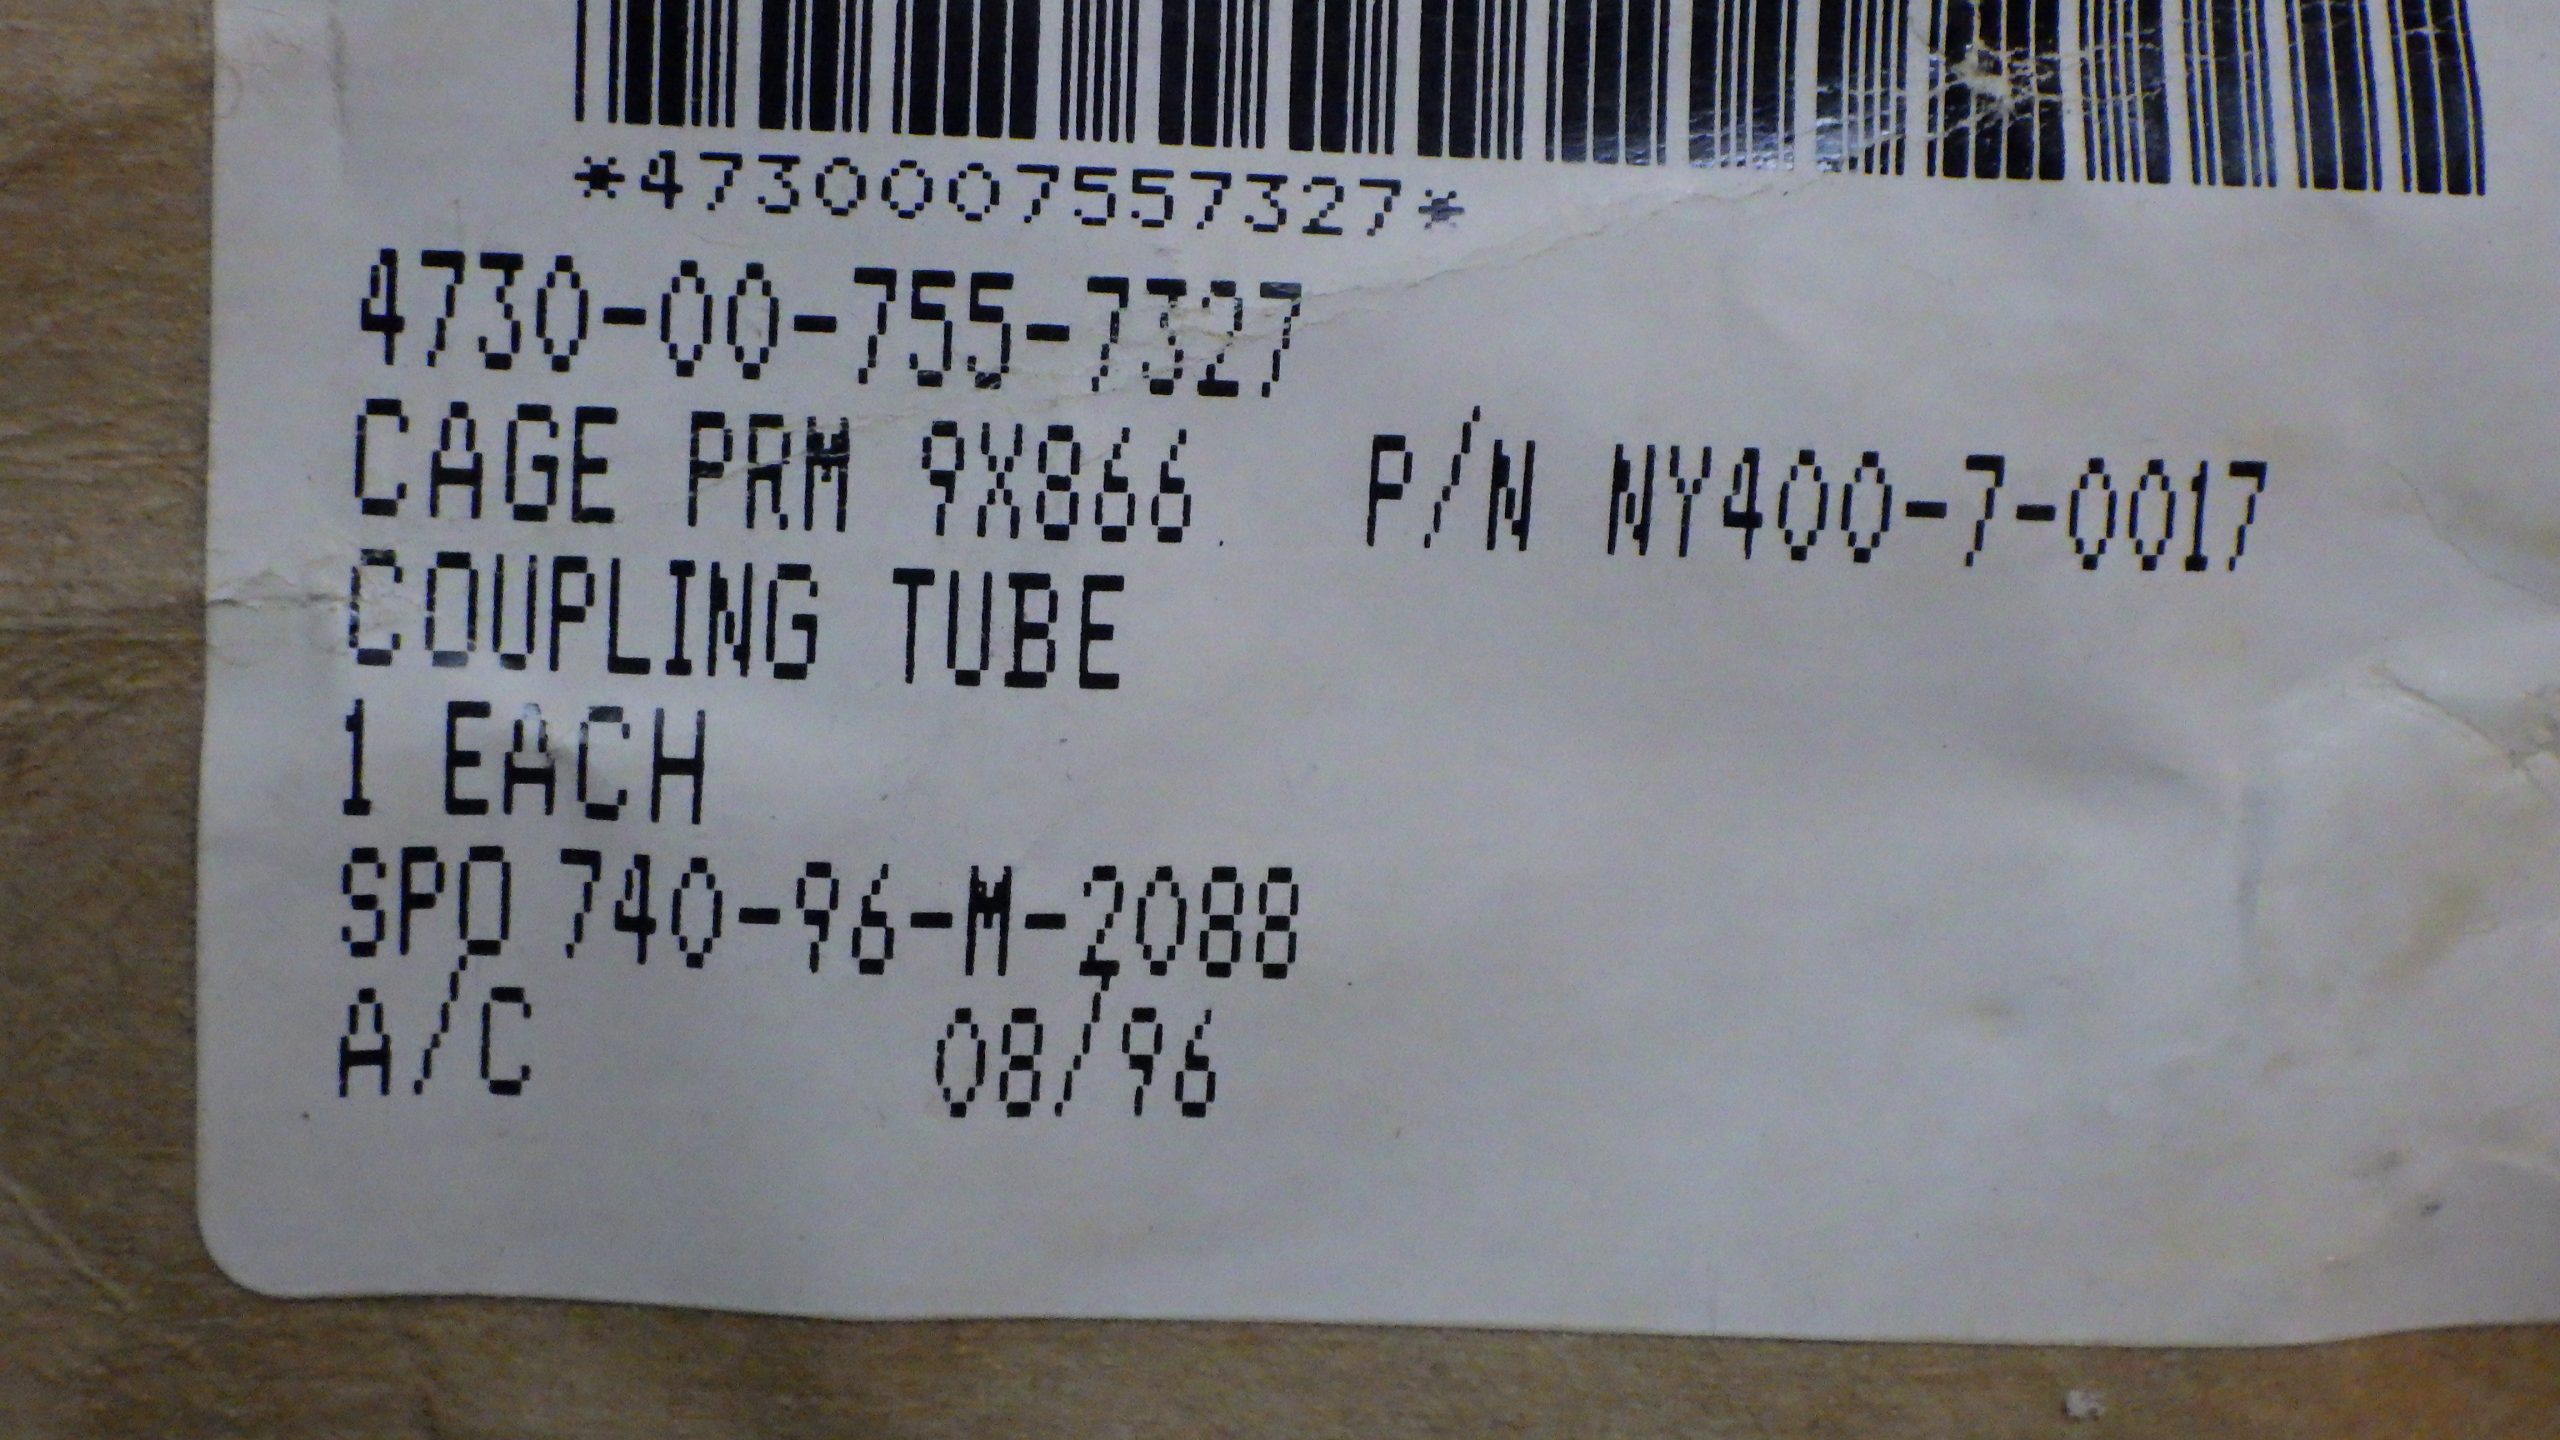 *4730007557327*
4730-00-755-7327
CAGE PRM 9X866 P/N NY400-7-0017
COUPLING TUBE
1 EACH
SPO 740-96-M-2088
A/C 08/96